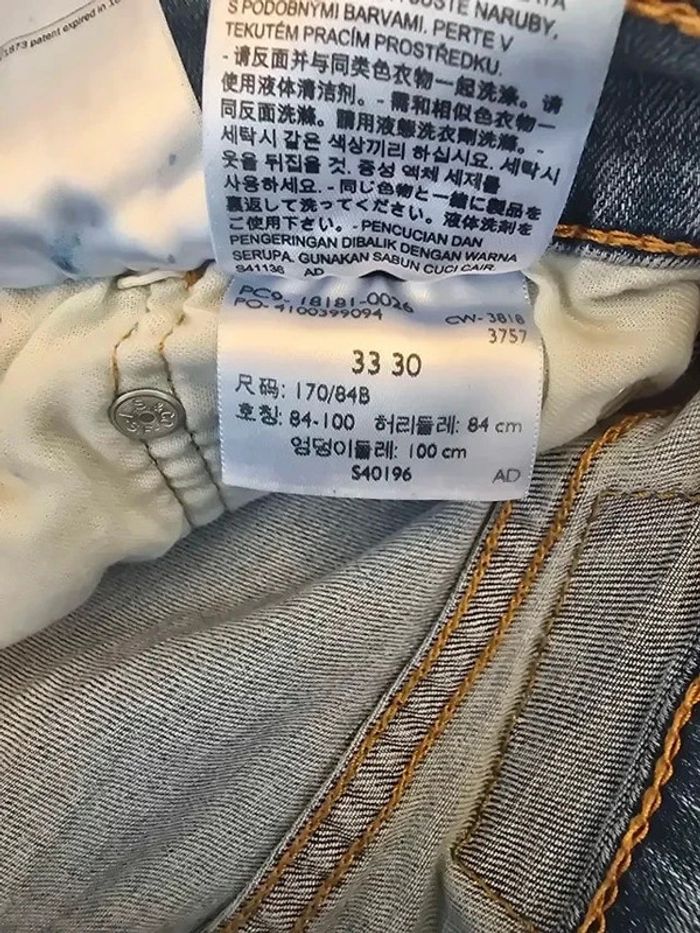 1873 patent expired in
S PODOBNÝMI BARVAMI. PERTE V
TEKUTÉM PRACÍM PROSTŘEDKU.
- 请反面并与同类色衣物一起洗涤。请
使用液体清洁剂。- 需和相似色衣物一
同反面洗滌。請用液態洗衣劑洗滌。-
세탁시 같은 색상끼리 하십시요. 세탁시
옷을 뒤집을 것. 중성 액체 세제를
사용하세요. - 同じ色物と一緒に製品を
裏返して洗ってください。液体洗剤を
ご使用下さい。- PENCUCIAN DAN
PENGERINGAN DIBALIK DENGAN WARNA
SERUPA. GUNAKAN SABUN CUCI CAIR
S41136 AD
PC9- 18181-0026
PO-4100399094
CW-3818
3757
33 30
尺码: 170/84B
호칭: 84-100 허리둘레: 84 cm
엉덩이둘레: 100 cm
S40196 AD